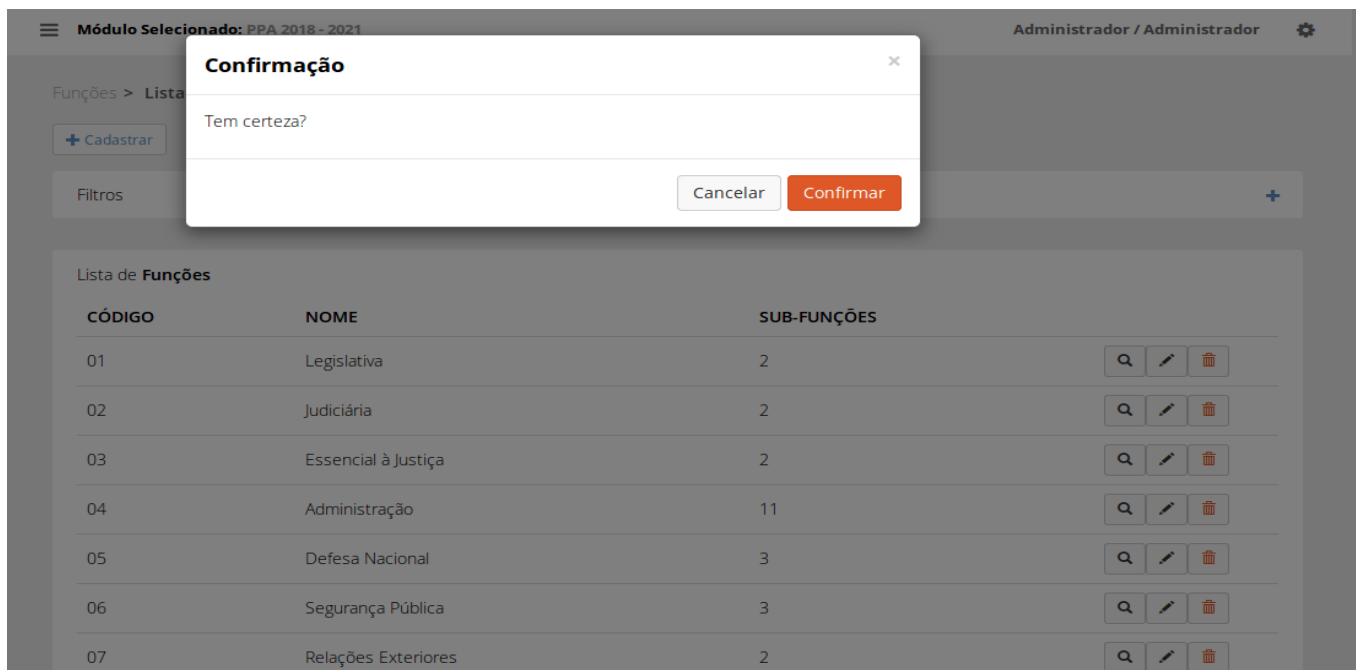 Módulo Selecionado: PPA 2018 - 2021 Administrador / Administrador
Confirmação ×
Funções > Lista
Tem certeza?
Cadastrar
Cancelar Confirmar
Filtros
Lista de Funções
CÓDIGO NOME SUB-FUNÇÕES
01 Legislativa 2
02 Judiciária 2
03 Essencial à Justiça 2
04 Administração 11
05 Defesa Nacional 3
06 Segurança Pública 3
07 Relações Exteriores 2